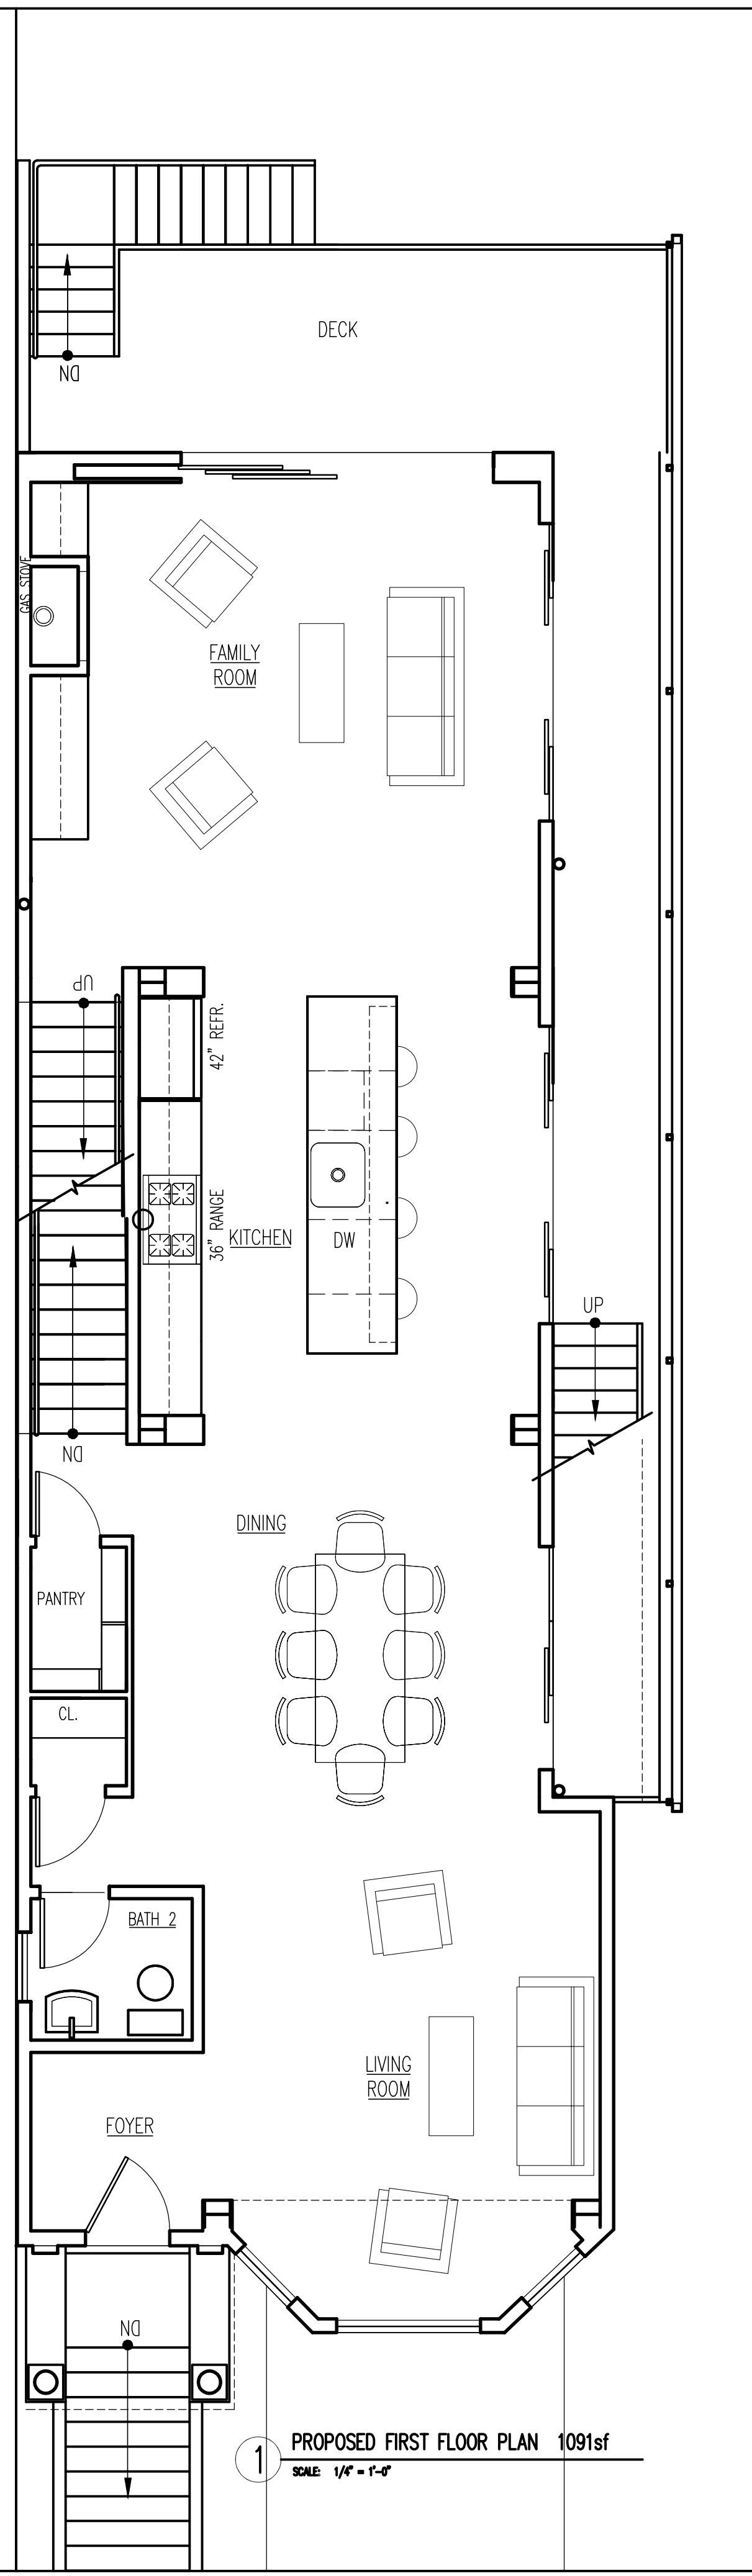 DECK
DN
GAS STOVE
FAMILY
ROOM
UP
42" REFR.
36" RANGE
KITCHEN
DW
UP
DN
DINING
PANTRY
CL.
BATH 2
LIVING
ROOM
FOYER
DN
1
PROPOSED FIRST FLOOR PLAN 1091sf
SCALE: 1/4" = 1'-0"